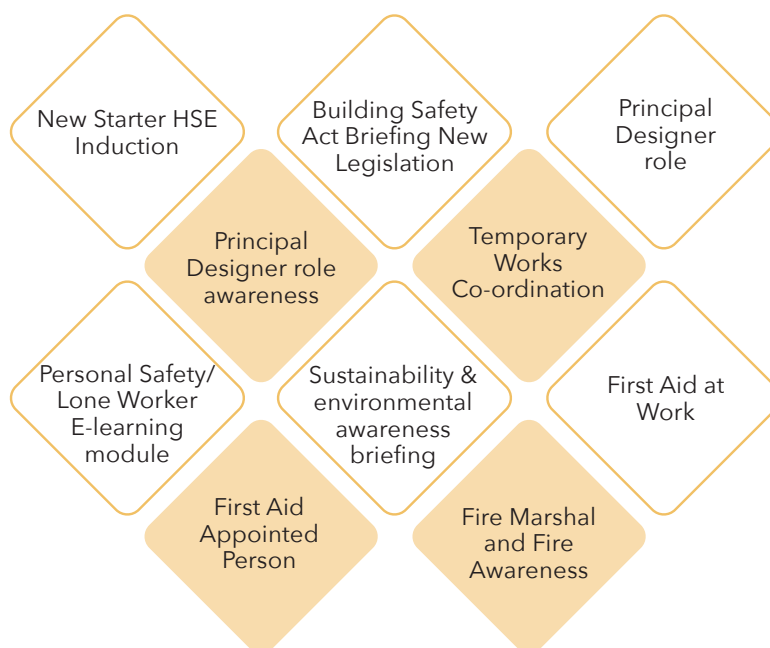 New Starter HSE
Induction
Building Safety
Act Briefing New
Legislation
Principal
Designer
role
Principal
Designer role
awareness
Temporary
Works
Co-ordination
Personal Safety/
Lone Worker
E-learning
module
Sustainability &
environmental
awareness
briefing
First Aid at
Work
First Aid
Appointed
Person
Fire Marshal
and Fire
Awareness